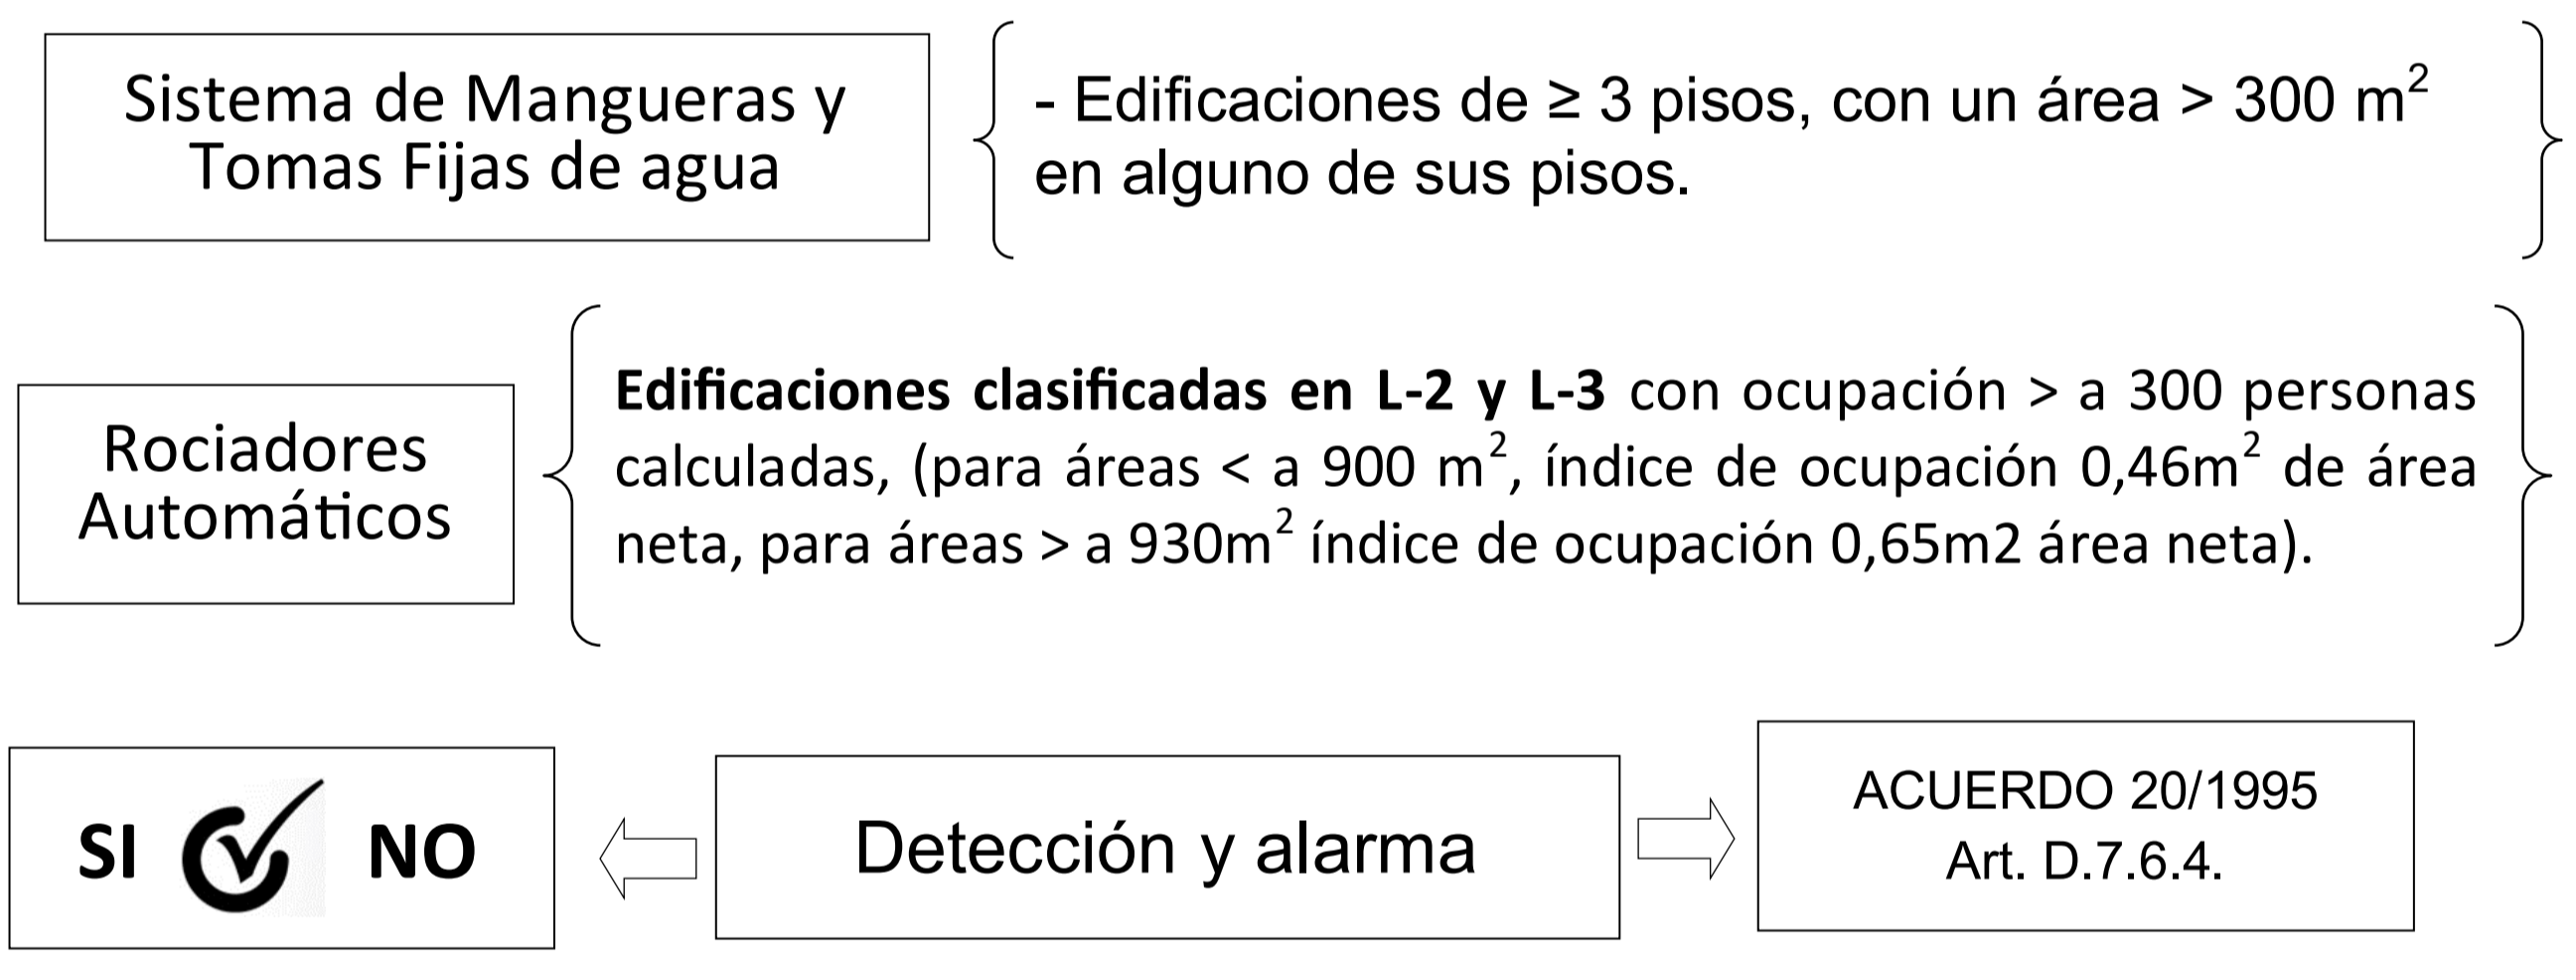 Sistema de Mangueras y
Tomas Fijas de agua
- Edificaciones de ≥ 3 pisos, con un área > 300 m²
en alguno de sus pisos.
Rociadores
Automáticos
Edificaciones clasificadas en L-2 y L-3 con ocupación > a 300 personas
calculadas, (para áreas < a 900 m², índice de ocupación 0,46m² de área
neta, para áreas > a 930m² índice de ocupación 0,65m2 área neta).
SI NO
Detección y alarma
ACUERDO 20/1995
Art. D.7.6.4.